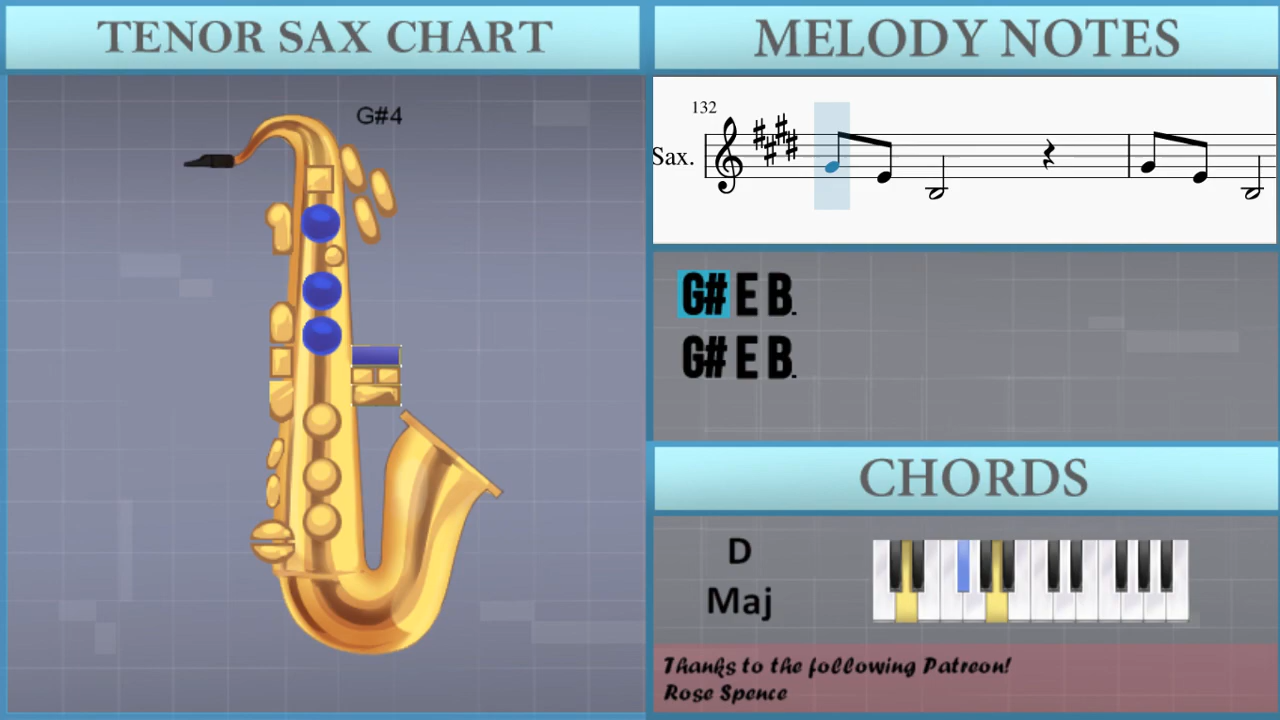 TENOR SAX CHART
G#4
MELODY NOTES
132
Sax.
G# E B.
G# E B.
CHORDS
D
Maj
Thanks to the following Patreon!
Rose Spence